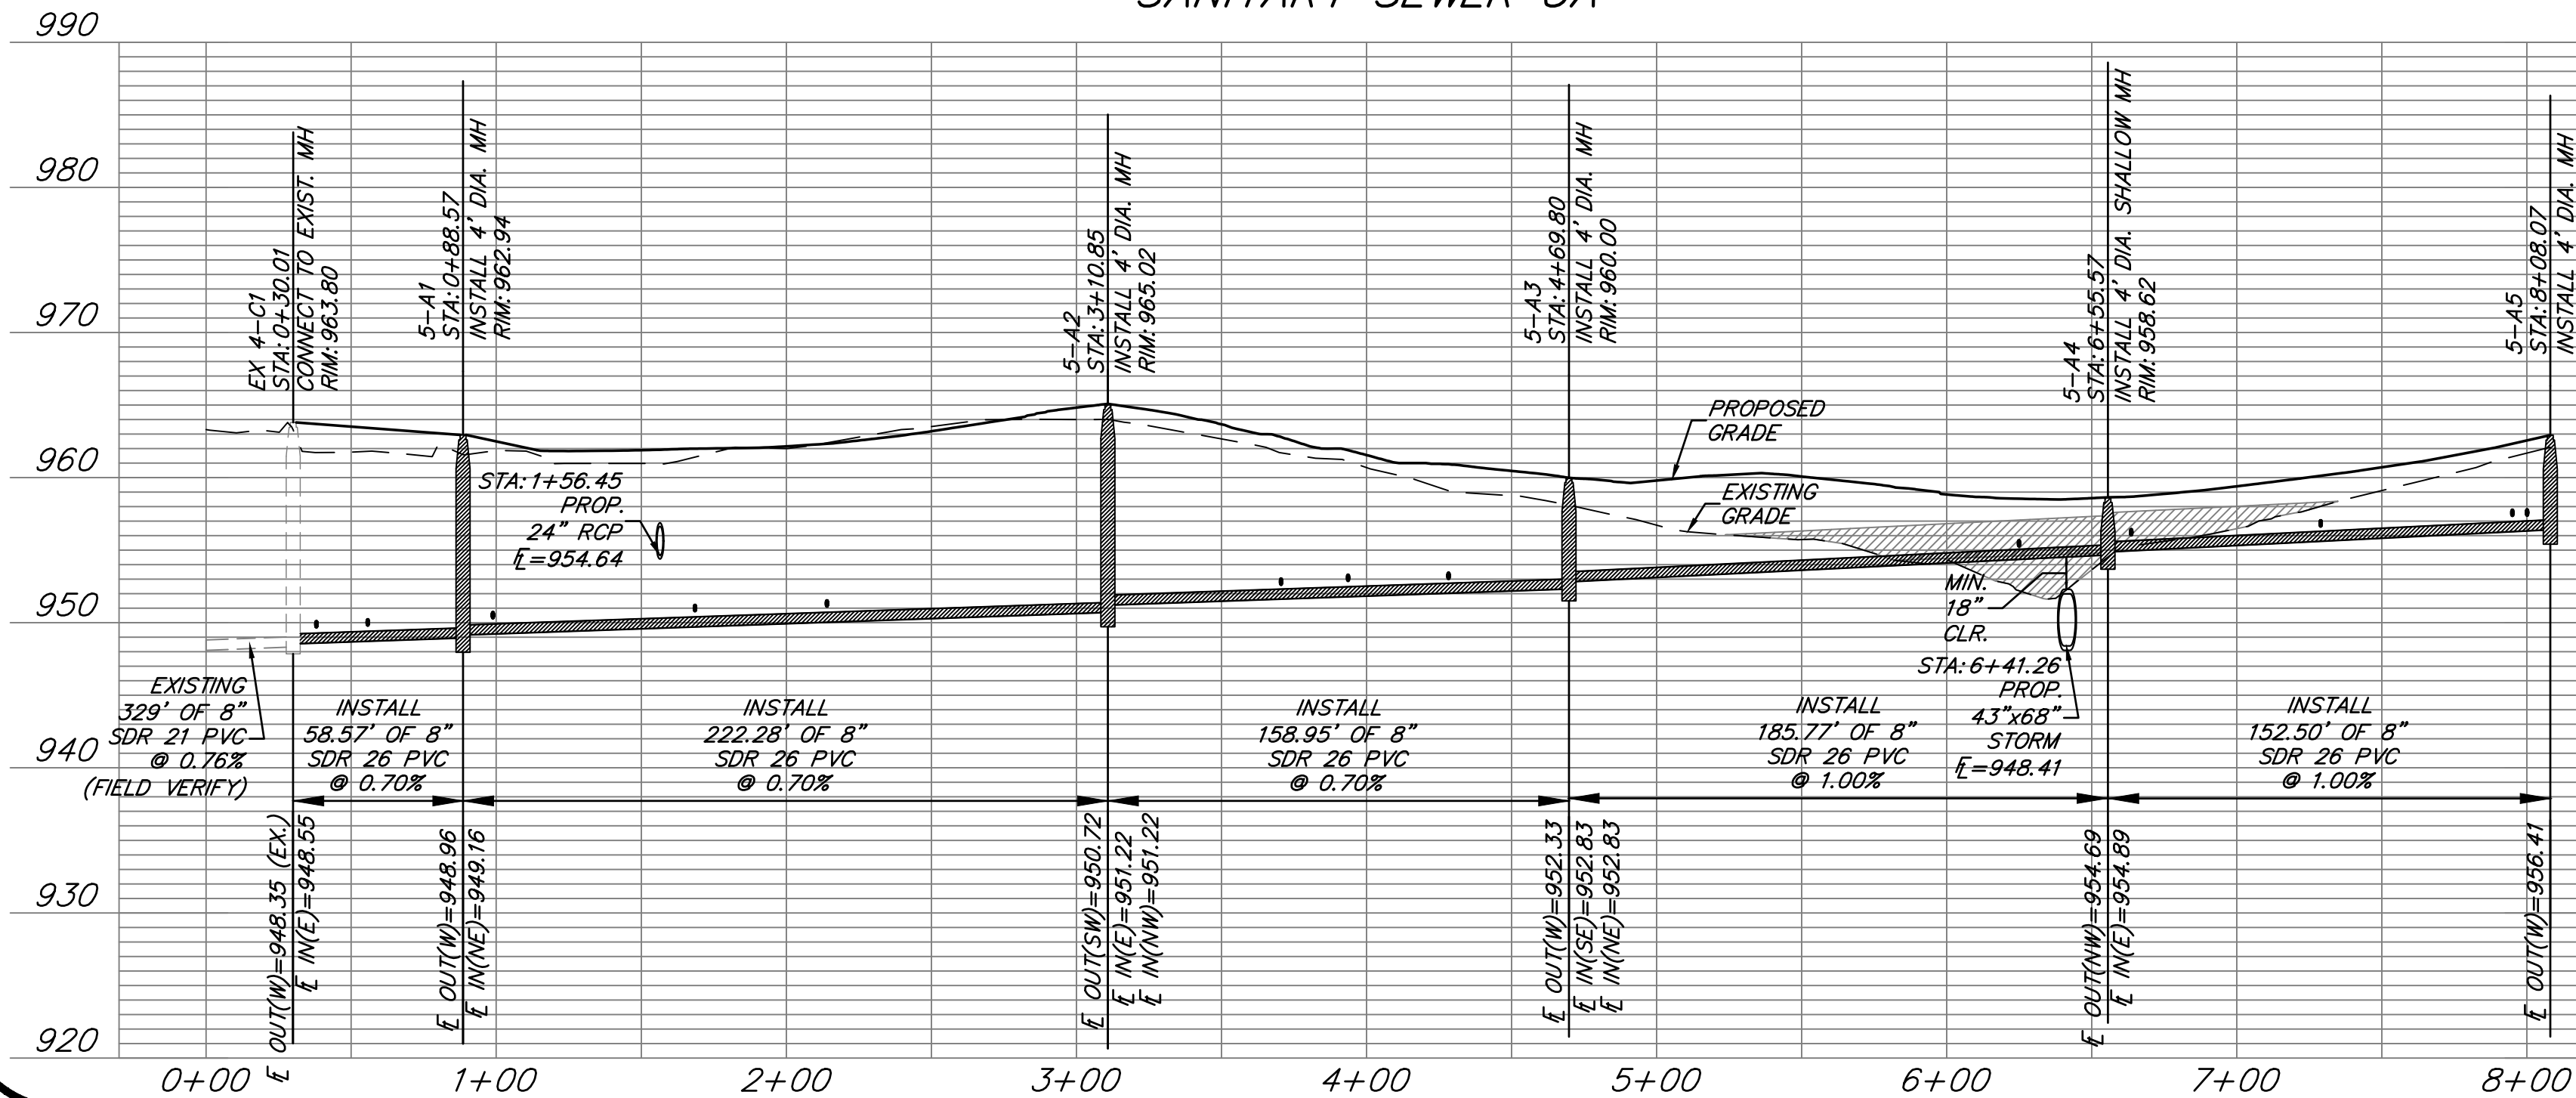 990
980
970
960
950
940
930
920
EX 4-C1
STA:0+30.01
CONNECT TO EXIST. MH
RIM:963.80
5-A1
STA:0+88.57
INSTALL 4' DIA. MH
RIM:962.94
5-A2
STA:3+10.85
INSTALL 4' DIA. MH
RIM:965.02
5-A3
STA:4+69.80
INSTALL 4' DIA. MH
RIM:960.00
5-A4
STA:6+55.57
INSTALL 4' DIA. SHALLOW MH
RIM:958.62
5-A5
STA:8+08.07
INSTALL 4' DIA. MH
STA:1+56.45
PROP.
24" RCP
℄=954.64
PROPOSED
GRADE
EXISTING
GRADE
MIN.
18"
CLR.
STA:6+41.26
PROP.
43"x68"
STORM
℄=948.41
EXISTING
329' OF 8"
SDR 21 PVC
@ 0.76%
(FIELD VERIFY)
INSTALL
58.57' OF 8"
SDR 26 PVC
@ 0.70%
INSTALL
222.28' OF 8"
SDR 26 PVC
@ 0.70%
INSTALL
158.95' OF 8"
SDR 26 PVC
@ 0.70%
INSTALL
185.77' OF 8"
SDR 26 PVC
@ 1.00%
INSTALL
152.50' OF 8"
SDR 26 PVC
@ 1.00%
℄ OUT(W)=948.35 (EX.)
℄ IN(E)=948.55
℄ OUT(W)=948.96
℄ IN(NE)=949.16
℄ OUT(SW)=950.72
℄ IN(E)=951.22
℄ IN(NW)=951.22
℄ OUT(W)=952.33
℄ IN(SE)=952.83
℄ IN(NE)=952.83
℄ OUT(NW)=954.69
℄ IN(E)=954.89
℄ OUT(W)=956.41
0+00 1+00 2+00 3+00 4+00 5+00 6+00 7+00 8+00